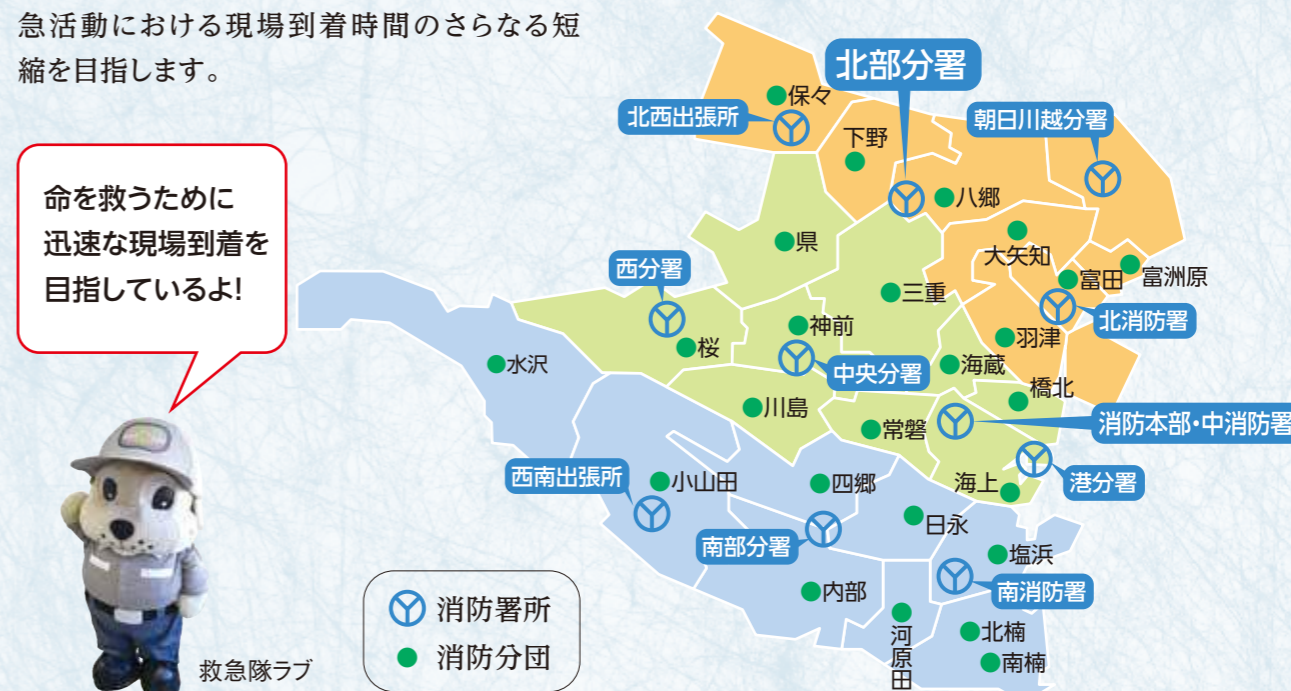 急活動における現場到着時間のさらなる短
縮を目指します。
命を救うために
迅速な現場到着を
目指しているよ!
救急隊ラブ
消防署所
消防分団
北部分署
保々
北西出張所
朝日川越分署
下野
八郷
県
大矢知
西分署
富田
富洲原
三重
北消防署
神前
羽津
桜
水沢
中央分署
海蔵
橋北
川島
消防本部・中消防署
常磐
西南出張所
小山田
四郷
海上
港分署
日永
南部分署
塩浜
内部
南消防署
河原田
北楠
南楠